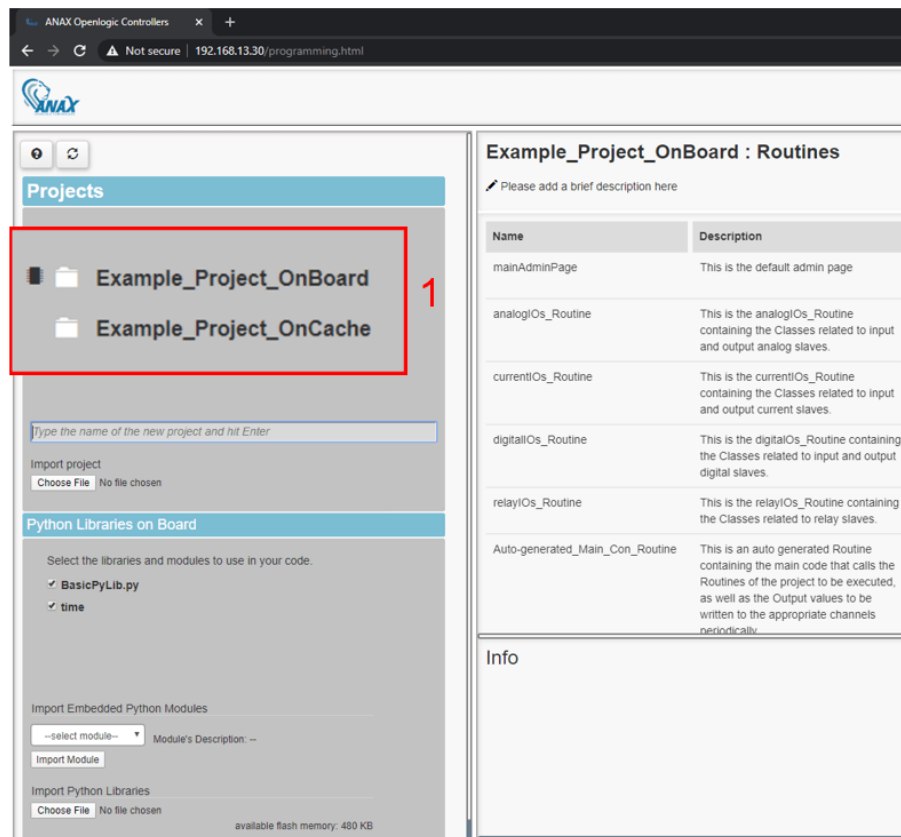 ANAX Openlogic Controllers
Not secure 192.168.13.30/programming.html
ANAX
Projects
Example_Project_OnBoard
Example_Project_OnCache
1
Type the name of the new project and hit Enter
Import project
Choose File No file chosen
Python Libraries on Board
Select the libraries and modules to use in your code.
BasicPyLib.py
time
Import Embedded Python Modules
--select module-- Module's Description: --
Import Module
Import Python Libraries
Choose File No file chosen
available flash memory: 480 KB
Example_Project_OnBoard : Routines
Please add a brief description here
Name Description
mainAdminPage This is the default admin page
analogIOs_Routine This is the analogIOs_Routine
containing the Classes related to input
and output analog slaves.
currentIOs_Routine This is the currentIOs_Routine
containing the Classes related to input
and output current slaves.
digitalIOs_Routine This is the digitalOs_Routine containing
the Classes related to input and output
digital slaves.
relayIOs_Routine This is the relayIOs_Routine containing
the Classes related to relay slaves.
Auto-generated_Main_Con_Routine This is an auto generated Routine
containing the main code that calls the
Routines of the project to be executed,
as well as the Output values to be
written to the appropriate channels
periodically
Info